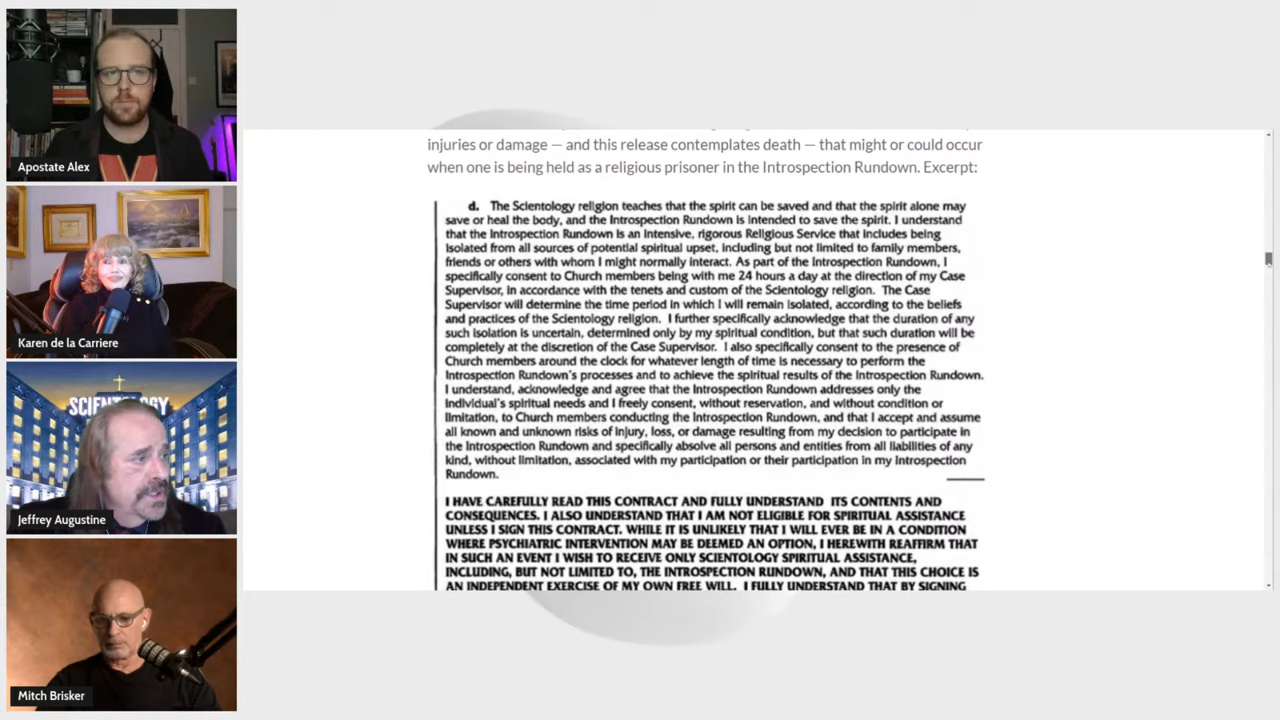 Apostate Alex
Karen de la Carriere
SCIENTOLOGY
Jeffrey Augustine
Mitch Brisker
injuries or damage — and this release contemplates death — that might or could occur
when one is being held as a religious prisoner in the Introspection Rundown. Excerpt:
d. The Scientology religion teaches that the spirit can be saved and that the spirit alone may
save or heal the body, and the Introspection Rundown is intended to save the spirit. I understand
that the Introspection Rundown is an intensive, rigorous Religious Service that includes being
isolated from all sources of potential spiritual upset, including but not limited to family members,
friends or others with whom I might normally interact. As part of the Introspection Rundown, I
specifically consent to Church members being with me 24 hours a day at the direction of my Case
Supervisor, in accordance with the tenets and custom of the Scientology religion. The Case
Supervisor will determine the time period in which I will remain isolated, according to the beliefs
and practices of the Scientology religion. I further specifically acknowledge that the duration of any
such isolation is uncertain, determined only by my spiritual condition, but that such duration will be
completely at the discretion of the Case Supervisor. I also specifically consent to the presence of
Church members around the clock for whatever length of time is necessary to perform the
Introspection Rundown's processes and to achieve the spiritual results of the Introspection Rundown.
I understand, acknowledge and agree that the Introspection Rundown addresses only the
individual's spiritual needs and I freely consent, without reservation, and without condition or
limitation, to Church members conducting the Introspection Rundown, and that I accept and assume
all known and unknown risks of injury, loss, or damage resulting from my decision to participate in
the Introspection Rundown and specifically absolve all persons and entities from all liabilities of any
kind, without limitation, associated with my participation or their participation in my Introspection
Rundown.
I HAVE CAREFULLY READ THIS CONTRACT AND FULLY UNDERSTAND ITS CONTENTS AND
CONSEQUENCES. I ALSO UNDERSTAND THAT I AM NOT ELIGIBLE FOR SPIRITUAL ASSISTANCE
UNLESS I SIGN THIS CONTRACT. WHILE IT IS UNLIKELY THAT I WILL EVER BE IN A CONDITION
WHERE PSYCHIATRIC INTERVENTION MAY BE DEEMED AN OPTION, I HEREWITH REAFFIRM THAT
IN SUCH AN EVENT I WISH TO RECEIVE ONLY SCIENTOLOGY SPIRITUAL ASSISTANCE,
INCLUDING, BUT NOT LIMITED TO, THE INTROSPECTION RUNDOWN, AND THAT THIS CHOICE IS
AN INDEPENDENT EXERCISE OF MY OWN FREE WILL. I FULLY UNDERSTAND THAT BY SIGNING